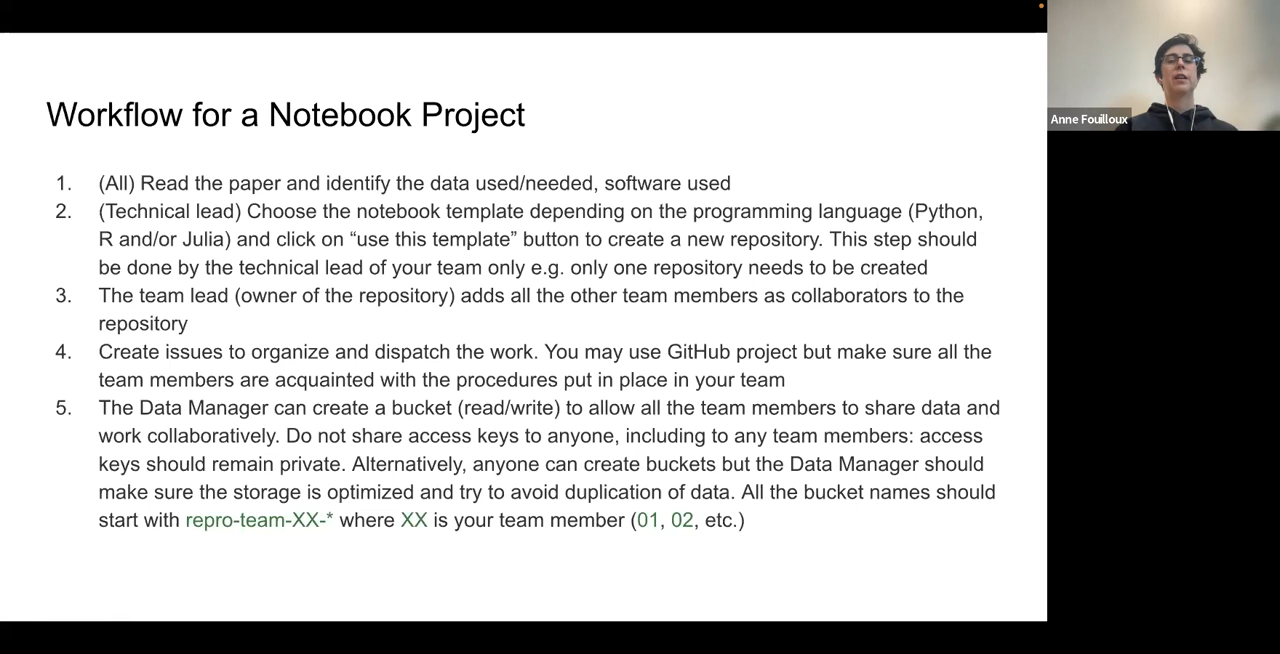 Workflow for a Notebook Project
1. (All) Read the paper and identify the data used/needed, software used
2. (Technical lead) Choose the notebook template depending on the programming language (Python,
R and/or Julia) and click on “use this template” button to create a new repository. This step should
be done by the technical lead of your team only e.g. only one repository needs to be created
3. The team lead (owner of the repository) adds all the other team members as collaborators to the
repository
4. Create issues to organize and dispatch the work. You may use GitHub project but make sure all the
team members are acquainted with the procedures put in place in your team
5. The Data Manager can create a bucket (read/write) to allow all the team members to share data and
work collaboratively. Do not share access keys to anyone, including to any team members: access
keys should remain private. Alternatively, anyone can create buckets but the Data Manager should
make sure the storage is optimized and try to avoid duplication of data. All the bucket names should
start with repro-team-XX-* where XX is your team member (01, 02, etc.)
Anne Fouilloux